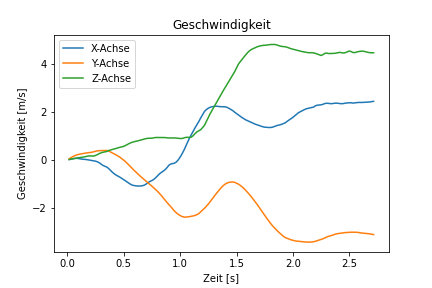 Geschwindigkeit
X-Achse
Y-Achse
Z-Achse
Geschwindigkeit [m/s]
4
2
0
−2
0.0 0.5 1.0 1.5 2.0 2.5
Zeit [s]